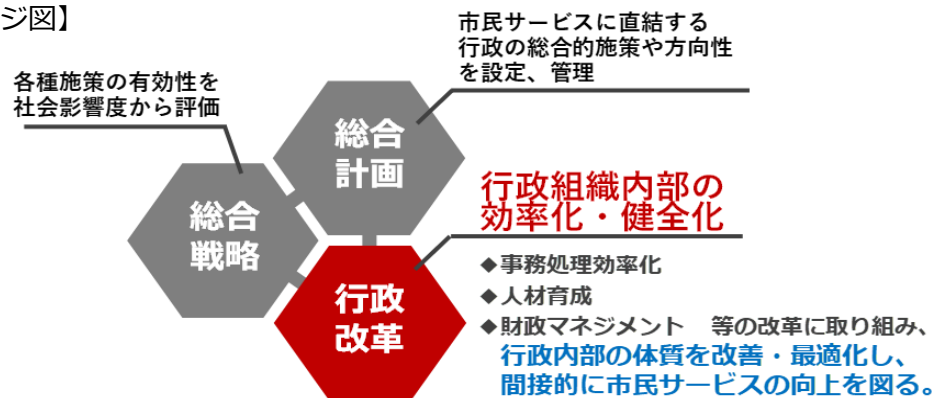 ジ図】
市民サービスに直結する
行政の総合的施策や方向性
を設定、管理
各種施策の有効性を
社会影響度から評価
総合
計画
総合
戦略
行政組織内部の
効率化・健全化
行政
改革
◆事務処理効率化
◆人材育成
◆財政マネジメント　等の改革に取り組み、
行政内部の体質を改善・最適化し、
間接的に市民サービスの向上を図る。